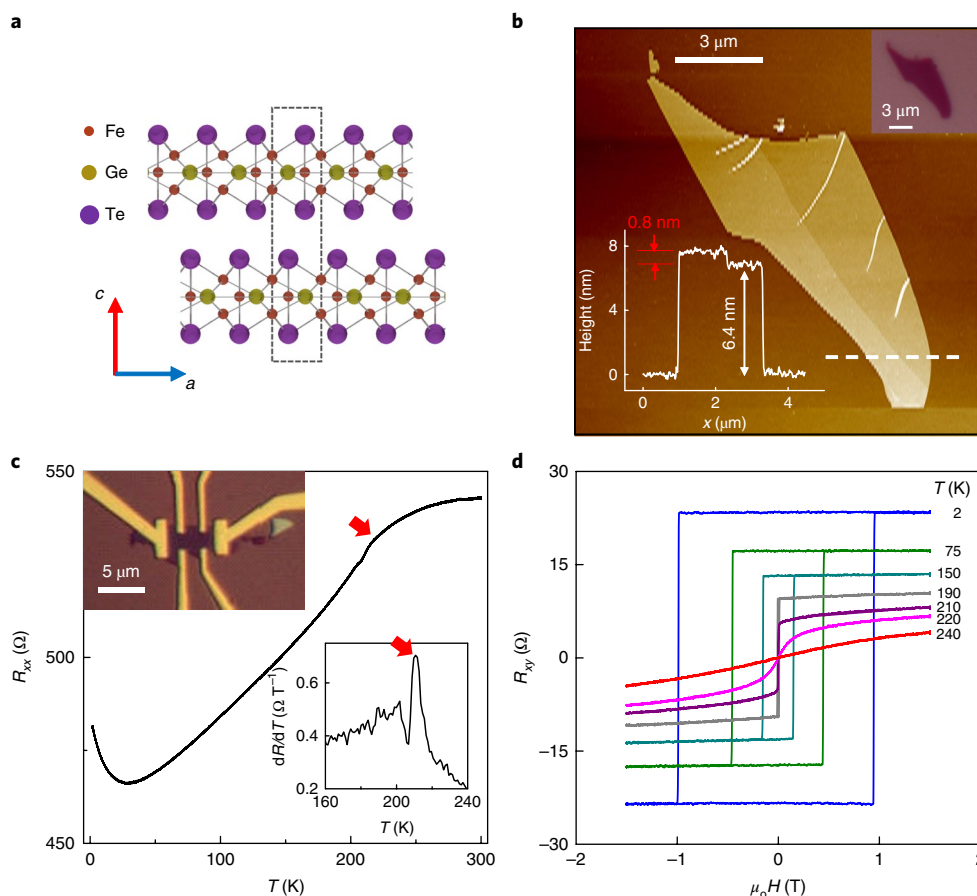 a
Fe
Ge
Te
c
a
b
3 μm
3 μm
0.8 nm
8
4
0
Height (nm)
6.4 nm
0 2 4
x (μm)
c
550
500
450
R_xx (Ω)
5 μm
0.6
0.4
0.2
dR/dT (Ω T⁻¹)
160 200 240
T (K)
0 100 200 300
T (K)
d
30
15
0
−15
−30
R_xy (Ω)
T (K)
2
75
150
190
210
220
240
−2 −1 0 1 2
μ₀H (T)